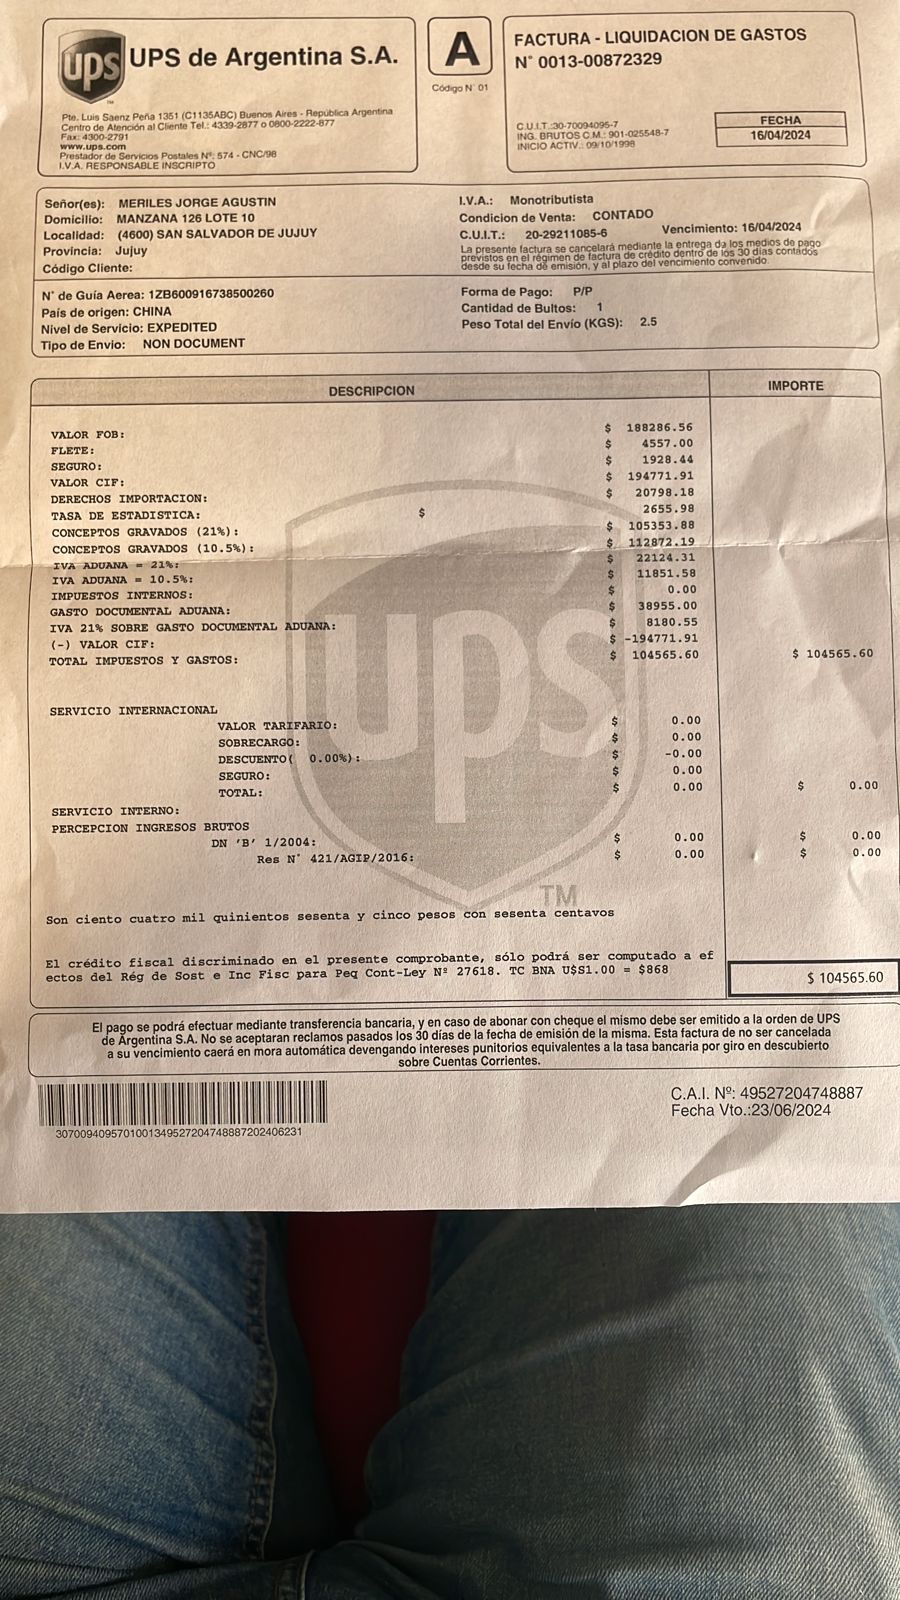 ups UPS de Argentina S.A.
TM
Pte. Luis Saenz Peña 1351 (C1135ABC) Buenos Aires - República Argentina
Centro de Atención al Cliente Tel.: 4339-2877 o 0800-2222-877
Fax: 4300-2791
www.ups.com
Prestador de Servicios Postales Nº: 574 - CNC/98
I.V.A. RESPONSABLE INSCRIPTO
A
Código N° 01
FACTURA - LIQUIDACION DE GASTOS
N° 0013-00872329
C.U.I.T.:30-70094095-7
ING. BRUTOS C.M.: 901-025548-7
INICIO ACTIV.: 09/10/1998
FECHA
16/04/2024
Señor(es): MERILES JORGE AGUSTIN
Domicilio: MANZANA 126 LOTE 10
Localidad: (4600) SAN SALVADOR DE JUJUY
Provincia: Jujuy
Código Cliente:
I.V.A.: Monotributista
Condicion de Venta: CONTADO
C.U.I.T.: 20-29211085-6 Vencimiento: 16/04/2024
La presente factura se cancelará mediante la entrega de los medios de pago
previstos en el régimen de factura de crédito dentro de los 30 dias contados
desde su fecha de emisión, y al plazo del vencimiento convenido.
N° de Guía Aerea: 1ZB600916738500260
País de origen: CHINA
Nivel de Servicio: EXPEDITED
Tipo de Envio: NON DOCUMENT
Forma de Pago: P/P
Cantidad de Bultos: 1
Peso Total del Envío (KGS): 2.5
DESCRIPCION IMPORTE
VALOR FOB: $ 188286.56
FLETE: $ 4557.00
SEGURO: $ 1928.44
VALOR CIF: $ 194771.91
DERECHOS IMPORTACION: $ 20798.18
TASA DE ESTADISTICA: $ 2655.98
CONCEPTOS GRAVADOS (21%): $ 105353.88
CONCEPTOS GRAVADOS (10.5%): $ 112872.19
IVA ADUANA = 21%: $ 22124.31
IVA ADUANA = 10.5%: $ 11851.58
IMPUESTOS INTERNOS: $ 0.00
GASTO DOCUMENTAL ADUANA: $ 38955.00
IVA 21% SOBRE GASTO DOCUMENTAL ADUANA: $ 8180.55
(-) VALOR CIF: $ -194771.91
TOTAL IMPUESTOS Y GASTOS: $ 104565.60 $ 104565.60
SERVICIO INTERNACIONAL
VALOR TARIFARIO: $ 0.00
SOBRECARGO: $ 0.00
DESCUENTO( 0.00%): $ -0.00
SEGURO: $ 0.00
TOTAL: $ 0.00 $ 0.00
SERVICIO INTERNO:
PERCEPCION INGRESOS BRUTOS
DN 'B' 1/2004: $ 0.00 $ 0.00
Res N° 421/AGIP/2016: $ 0.00 $ 0.00
ups
TM
Son ciento cuatro mil quinientos sesenta y cinco pesos con sesenta centavos
El crédito fiscal discriminado en el presente comprobante, sólo podrá ser computado a ef
ectos del Rég de Sost e Inc Fisc para Peq Cont-Ley Nº 27618. TC BNA U$S1.00 = $868
$ 104565.60
El pago se podrá efectuar mediante transferencia bancaria, y en caso de abonar con cheque el mismo debe ser emitido a la orden de UPS
de Argentina S.A. No se aceptaran reclamos pasados los 30 días de la fecha de emisión de la misma. Esta factura de no ser cancelada
a su vencimiento caerá en mora automática devengando intereses punitorios equivalentes a la tasa bancaria por giro en descubierto
sobre Cuentas Corrientes.
307009409570100134952720474888720240623​1
C.A.I. Nº: 49527204748887
Fecha Vto.:23/06/2024